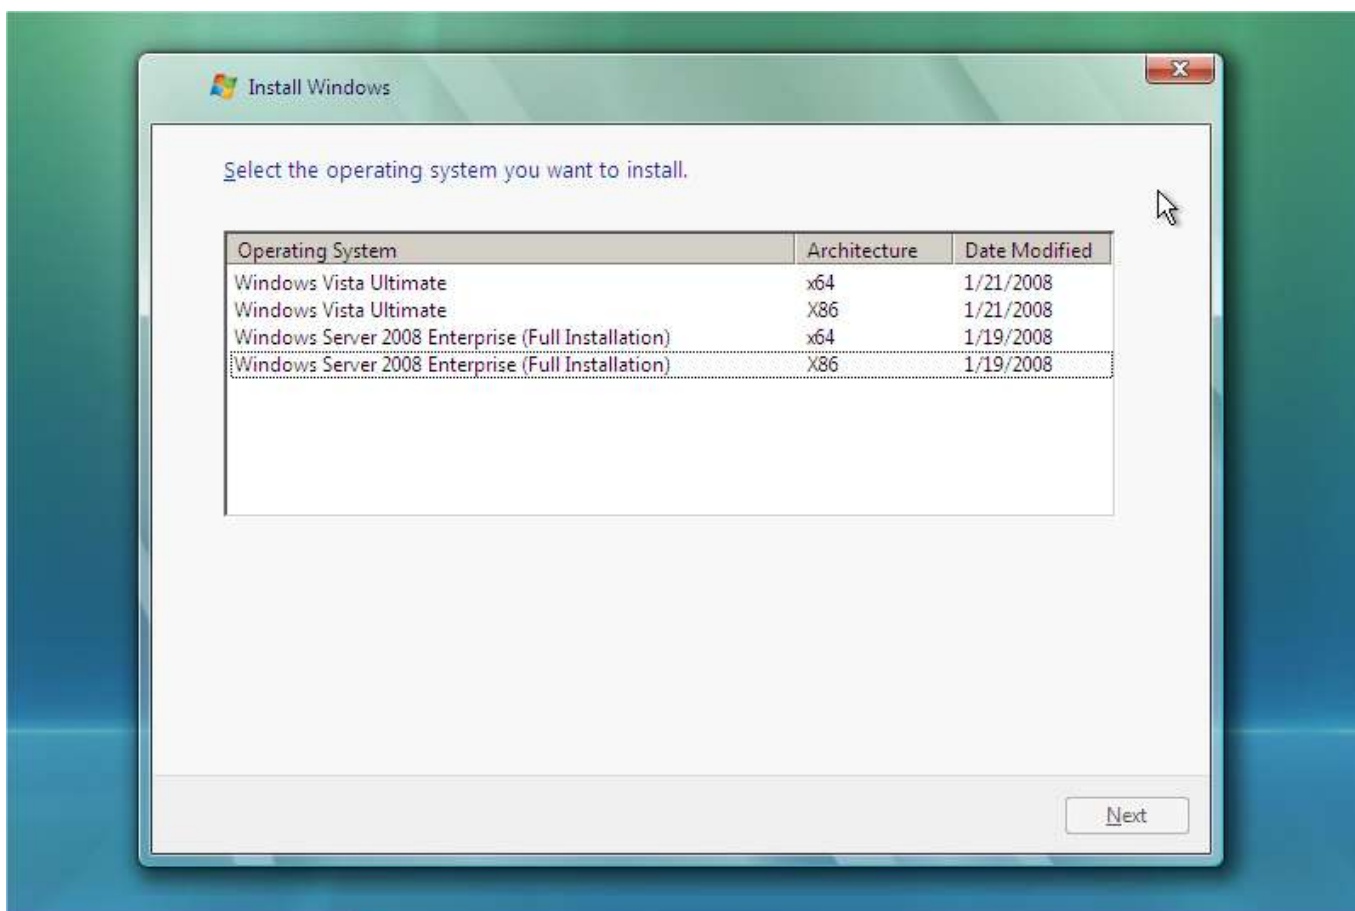 Install Windows
x
Select the operating system you want to install.
Operating System Architecture Date Modified
Windows Vista Ultimate x64 1/21/2008
Windows Vista Ultimate X86 1/21/2008
Windows Server 2008 Enterprise (Full Installation) x64 1/19/2008
Windows Server 2008 Enterprise (Full Installation) X86 1/19/2008
Next